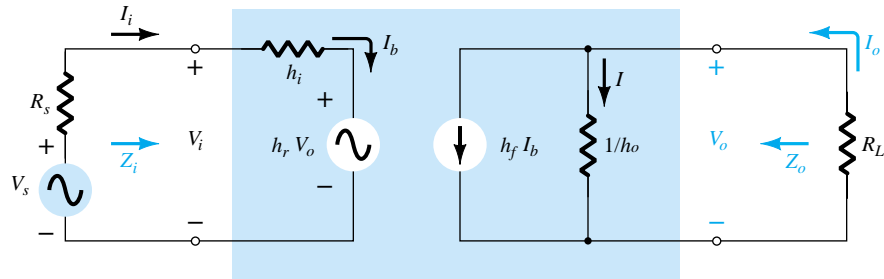 I_i
I_b
I_o
+
h_i
+
R_s
I
+
+
Z_i
V_i
h_r V_o
h_f I_b
1/h_o
V_o
Z_o
R_L
V_s
−
−
−
−